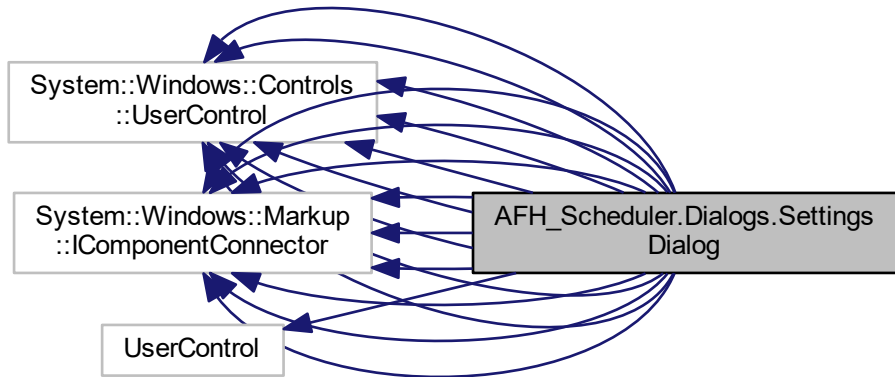 System::Windows::Controls
::UserControl
System::Windows::Markup
::IComponentConnector
AFH_Scheduler.Dialogs.Settings
Dialog
UserControl